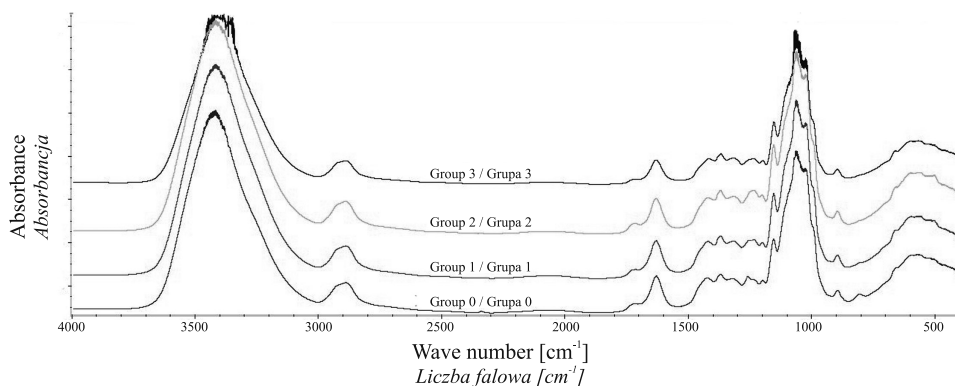 Absorbance
Absorbancja
Group 3 / Grupa 3
Group 2 / Grupa 2
Group 1 / Grupa 1
Group 0 / Grupa 0
4000 3500 3000 2500 2000 1500 1000 500
Wave number [cm⁻¹]
Liczba falowa [cm⁻¹]